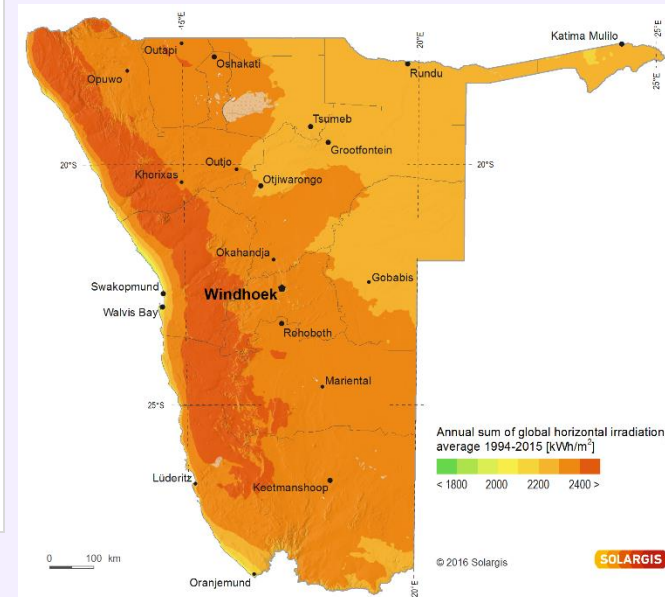 15°E
20°E
25°E
Katima Mulilo
Outapi
Oshakati
Opuwo
Rundu
25°E
Tsumeb
Grootfontein
20°S
20°S
Outjo
Khorixas
Otjiwarongo
Okahandja
Gobabis
Swakopmund
Windhoek
Walvis Bay
Rehoboth
Mariental
25°S
Annual sum of global horizontal irradiation
average 1994-2015 [kWh/m²]
< 1800 2000 2200 2400 >
Lüderitz
Keetmanshoop
0 100 km
© 2016 Solargis
SOLARGIS
Oranjemund
20°E